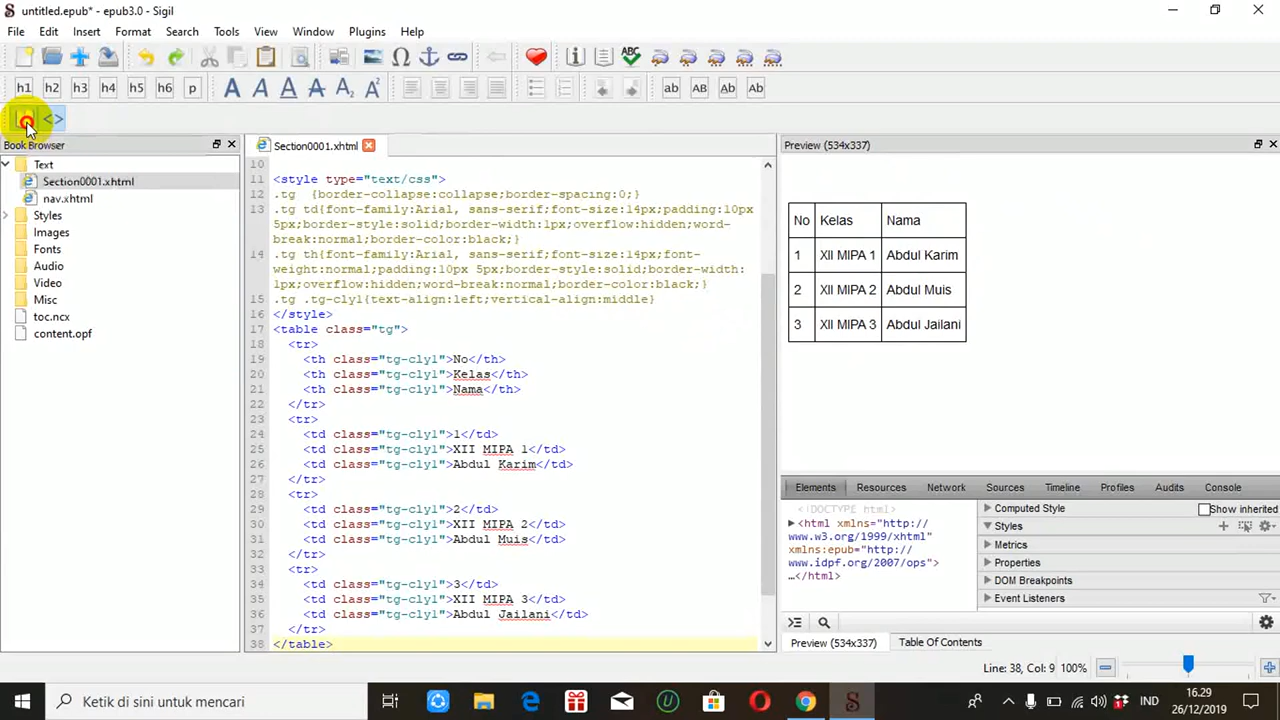 untitled.epub* - epub3.0 - Sigil
File Edit Insert Format Search Tools View Window Plugins Help
ABC
h1 h2 h3 h4 h5 h6 p A A A A A₂ A² ab AB Ab Ab
<>
Book Browser
Section0001.xhtml
Preview (534x337)
Text
Section0001.xhtml
nav.xhtml
Styles
Images
Fonts
Audio
Video
Misc
toc.ncx
content.opf
10
11 <style type="text/css">
12 .tg {border-collapse:collapse;border-spacing:0;}
13 .tg td{font-family:Arial, sans-serif;font-size:14px;padding:10px
5px;border-style:solid;border-width:1px;overflow:hidden;word-
break:normal;border-color:black;}
14 .tg th{font-family:Arial, sans-serif;font-size:14px;font-
weight:normal;padding:10px 5px;border-style:solid;border-width:
1px;overflow:hidden;word-break:normal;border-color:black;}
15 .tg .tg-cly1{text-align:left;vertical-align:middle}
16 </style>
17 <table class="tg">
18 <tr>
19 <th class="tg-cly1">No</th>
20 <th class="tg-cly1">Kelas</th>
21 <th class="tg-cly1">Nama</th>
22 </tr>
23 <tr>
24 <td class="tg-cly1">1</td>
25 <td class="tg-cly1">XII MIPA 1</td>
26 <td class="tg-cly1">Abdul Karim</td>
27 </tr>
28 <tr>
29 <td class="tg-cly1">2</td>
30 <td class="tg-cly1">XII MIPA 2</td>
31 <td class="tg-cly1">Abdul Muis</td>
32 </tr>
33 <tr>
34 <td class="tg-cly1">3</td>
35 <td class="tg-cly1">XII MIPA 3</td>
36 <td class="tg-cly1">Abdul Jailani</td>
37 </tr>
38 </table>
No Kelas Nama
1 XII MIPA 1 Abdul Karim
2 XII MIPA 2 Abdul Muis
3 XII MIPA 3 Abdul Jailani
Elements Resources Network Sources Timeline Profiles Audits Console
<!DOCTYPE html>
<html xmlns="http://
www.w3.org/1999/xhtml"
xmlns:epub="http://
www.idpf.org/2007/ops">
…</html>
Computed Style Show inherited
Styles
Metrics
Properties
DOM Breakpoints
Event Listeners
Preview (534x337) Table Of Contents
Line: 38, Col: 9 100%
Ketik di sini untuk mencari
IND
16.29
26/12/2019